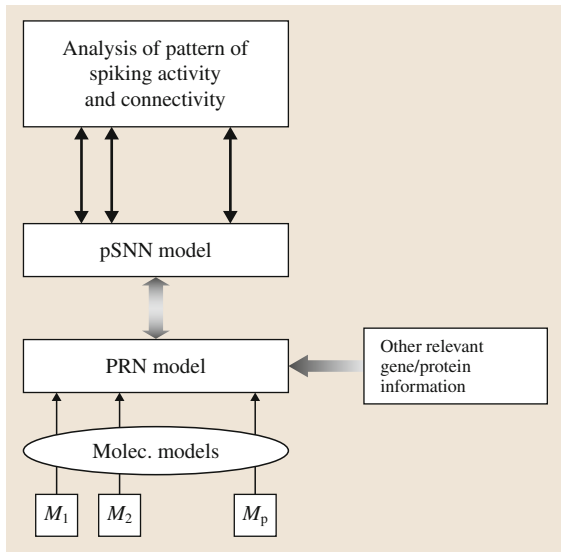 Analysis of pattern of
spiking activity
and connectivity
pSNN model
PRN model
Other relevant
gene/protein
information
Molec. models
M1 M2 Mp